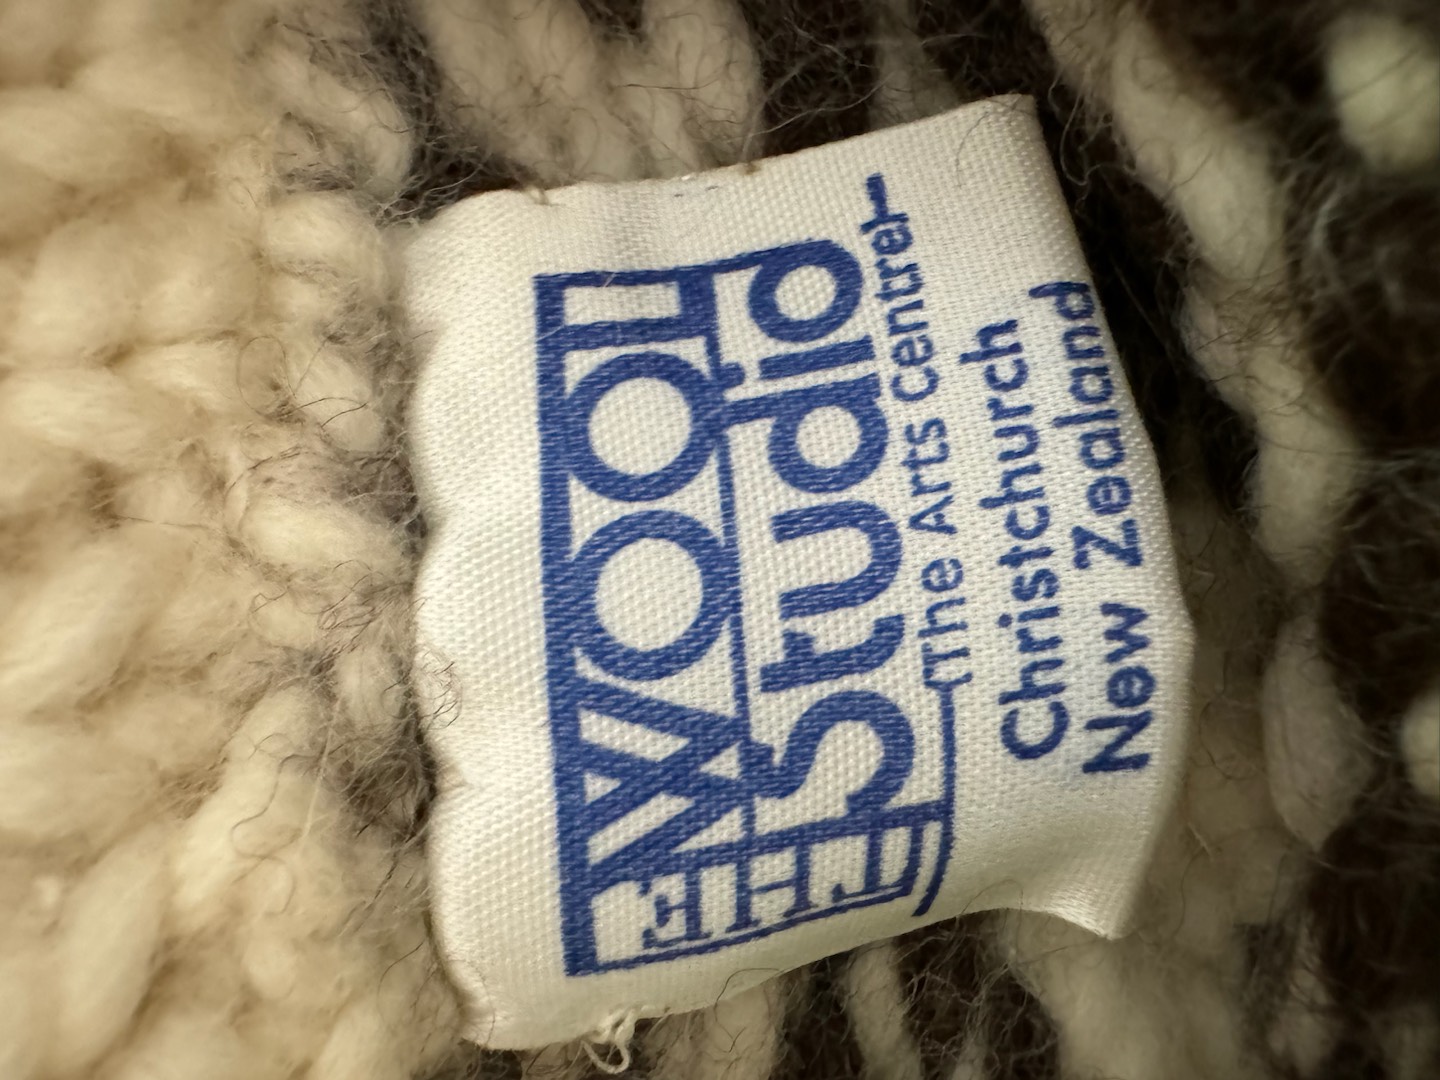 THE
WOOL
Studio
The Arts Centre
Christchurch
New Zealand